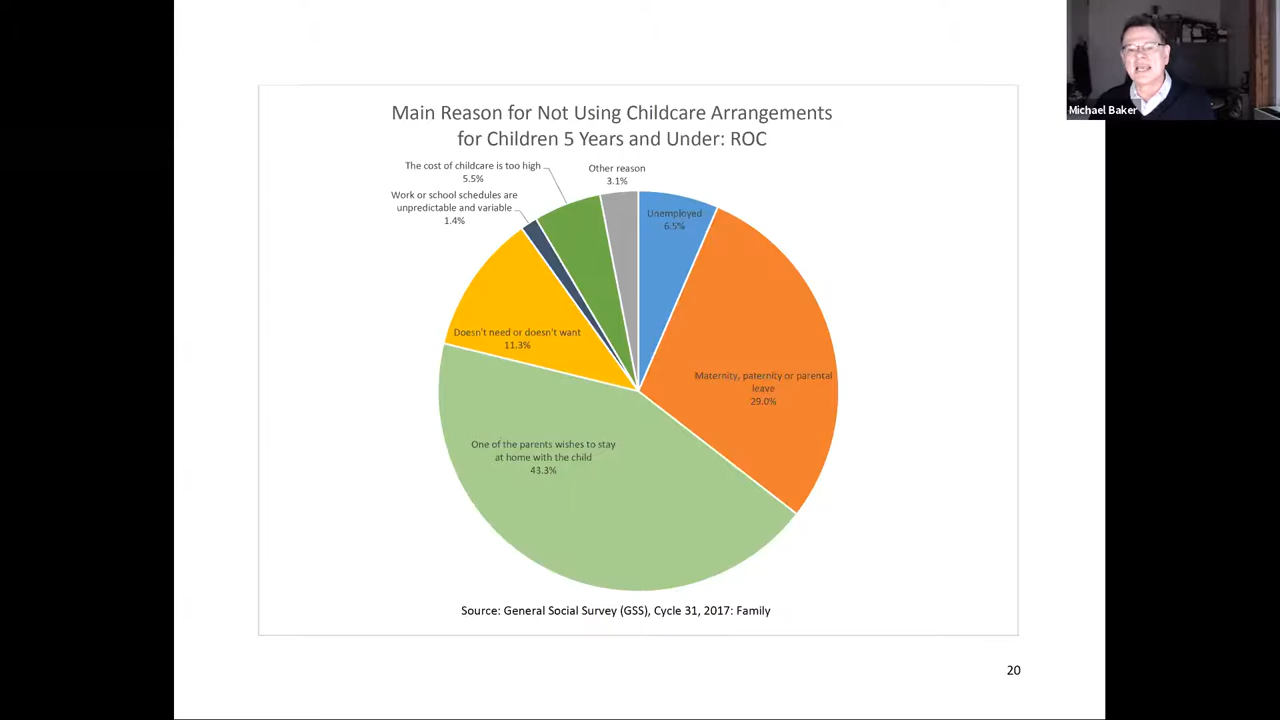 Michael Baker
Main Reason for Not Using Childcare Arrangements
for Children 5 Years and Under: ROC
The cost of childcare is too high
5.5%
Other reason
3.1%
Work or school schedules are
unpredictable and variable
1.4%
Unemployed
6.5%
Doesn't need or doesn't want
11.3%
Maternity, paternity or parental
leave
29.0%
One of the parents wishes to stay
at home with the child
43.3%
Source: General Social Survey (GSS), Cycle 31, 2017: Family
20